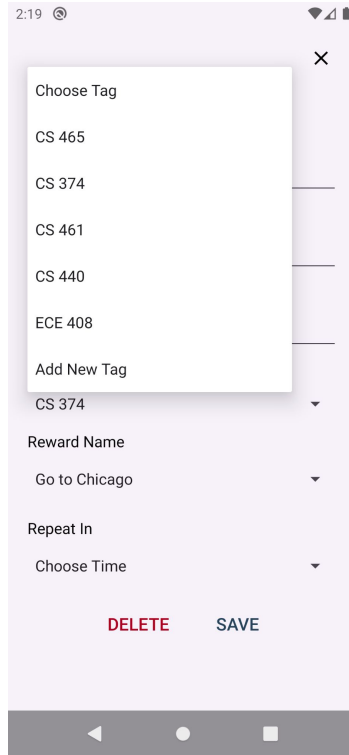 2:19
Choose Tag
CS 465
CS 374
CS 461
CS 440
ECE 408
Add New Tag
CS 374
Reward Name
Go to Chicago
Repeat In
Choose Time
DELETE SAVE